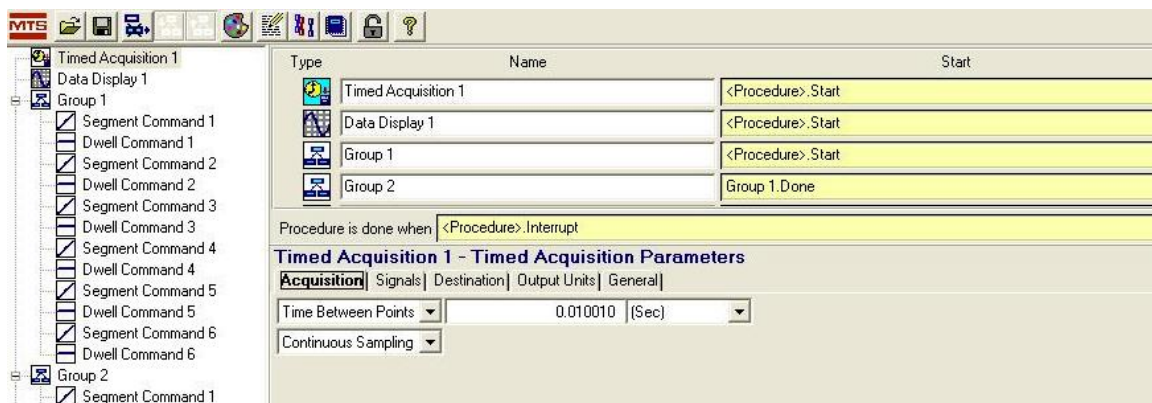 MTS
?
Timed Acquisition 1
Data Display 1
Group 1
Segment Command 1
Dwell Command 1
Segment Command 2
Dwell Command 2
Segment Command 3
Dwell Command 3
Segment Command 4
Dwell Command 4
Segment Command 5
Dwell Command 5
Segment Command 6
Dwell Command 6
Group 2
Segment Command 1
Type Name Start
Timed Acquisition 1 <Procedure>.Start
Data Display 1 <Procedure>.Start
Group 1 <Procedure>.Start
Group 2 Group 1.Done
Procedure is done when <Procedure>.Interrupt
Timed Acquisition 1 - Timed Acquisition Parameters
Acquisition Signals Destination Output Units General
Time Between Points 0.010010 (Sec)
Continuous Sampling